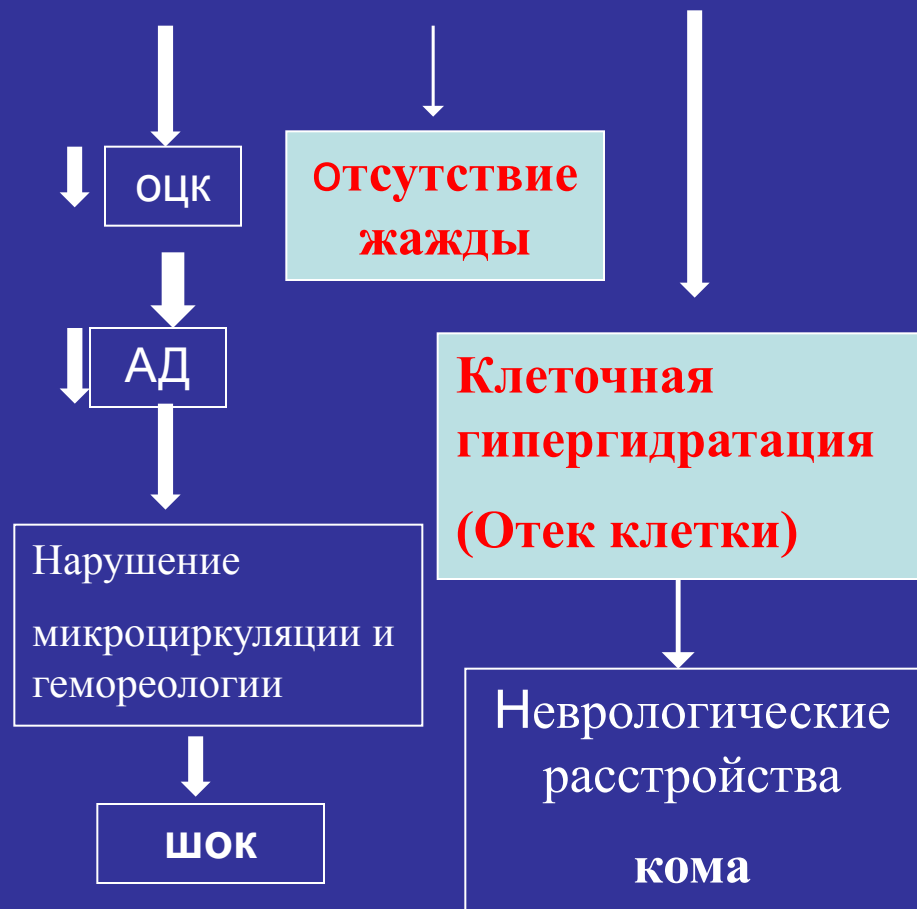 оцк
Отсутствие
жажды
АД
Клеточная
гипергидратация
(Отек клетки)
Нарушение
микроциркуляции и
гемореологии
Неврологические
расстройства
кома
шок